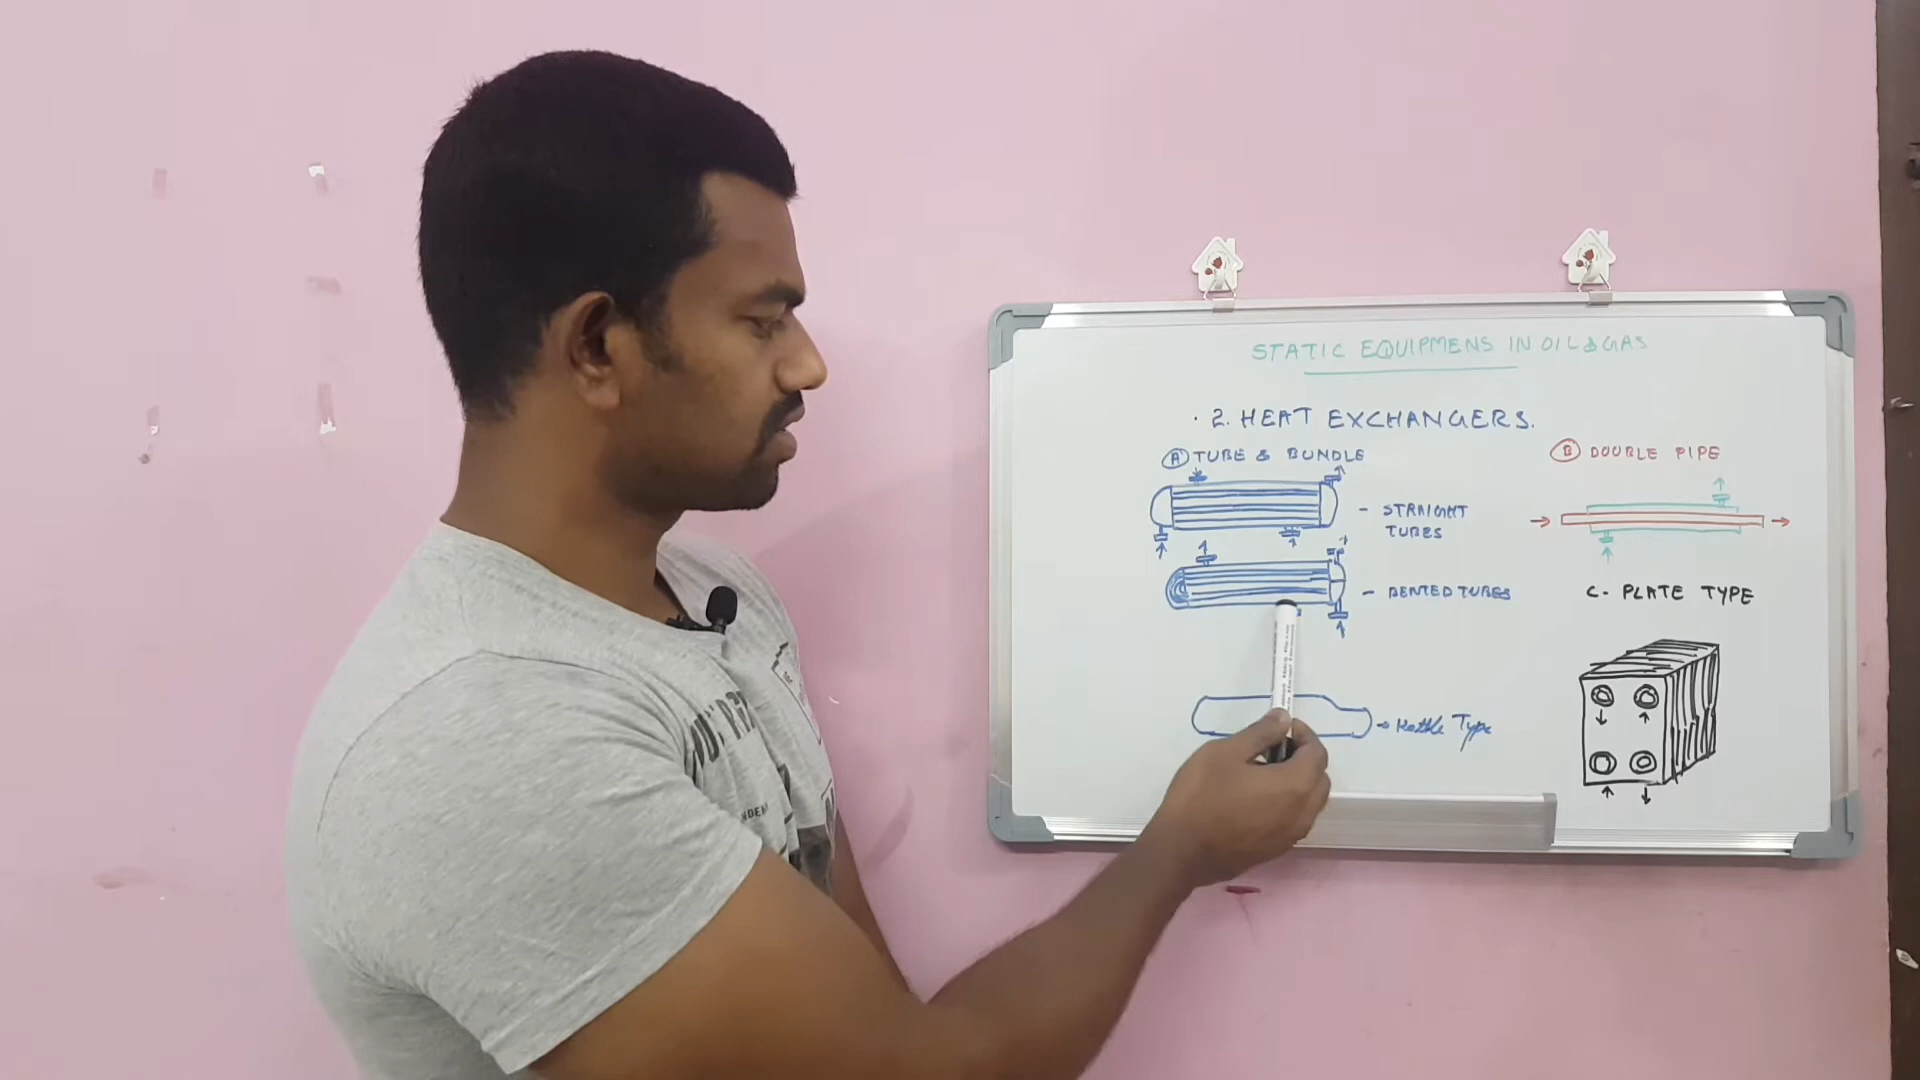 STATIC EQUIPMENS IN OIL & GAS
· 2. HEAT EXCHANGERS.
A TUBE & BUNDLE
- STRAIGHT
TUBES
- BENTED TUBES
Kettle Type
B DOUBLE PIPE
C - PLATE TYPE